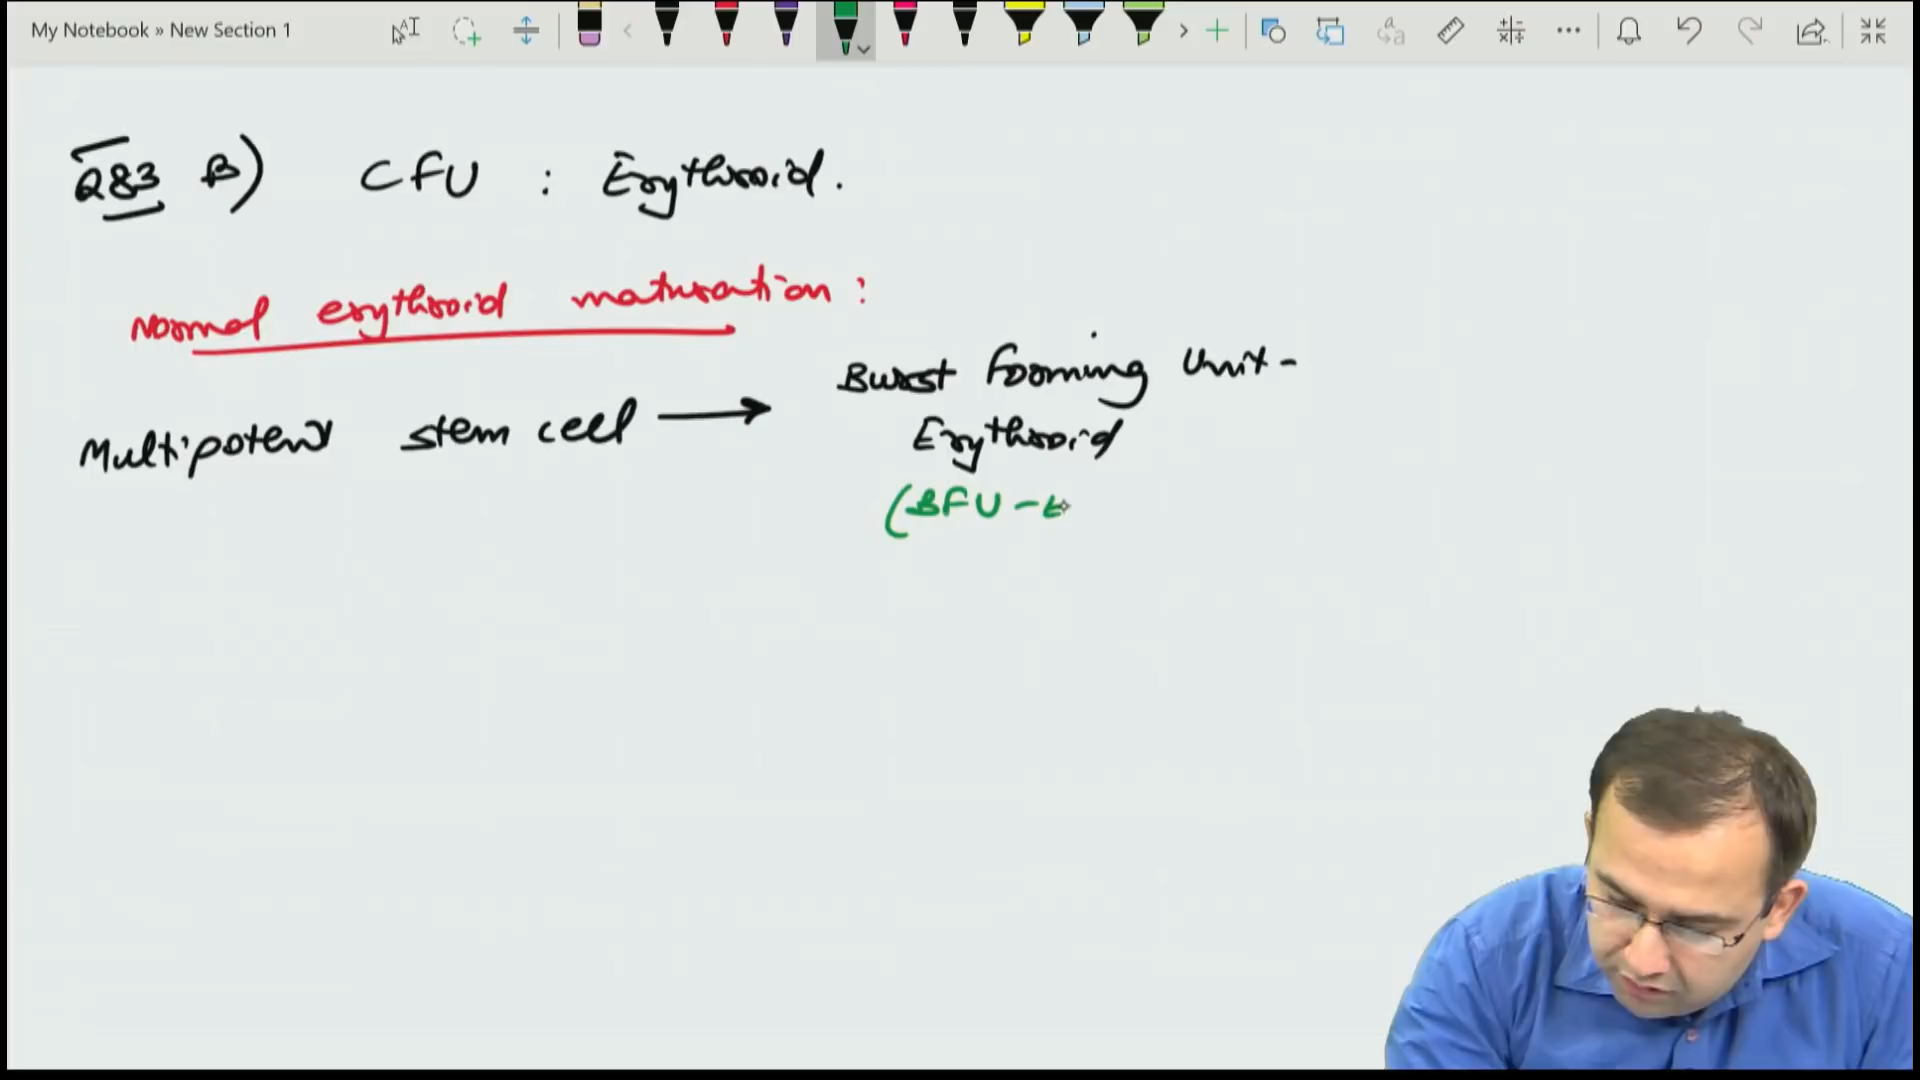 My Notebook » New Section 1
Q83 B) CFU : Erythroid.
Normal erythroid maturation :
Burst forming Unit-
Multipotent stem cell →
Erythroid
(BFU-E